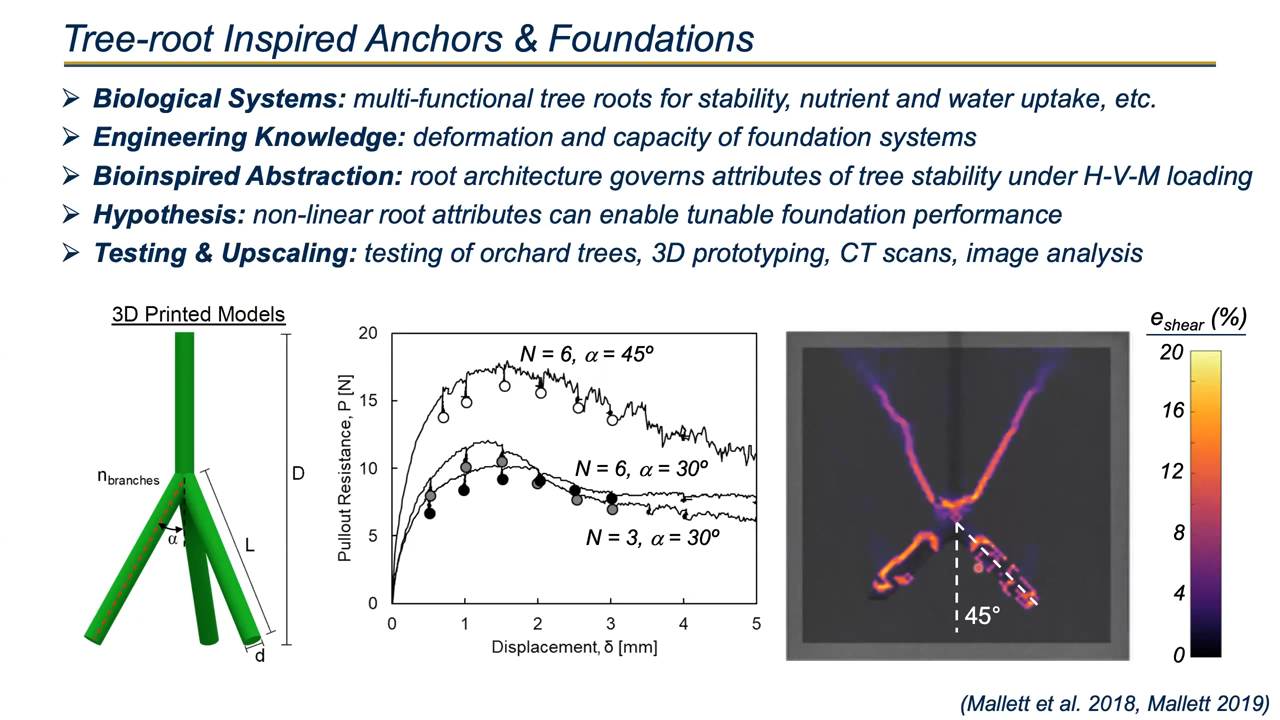 Tree-root Inspired Anchors & Foundations
➢ Biological Systems: multi-functional tree roots for stability, nutrient and water uptake, etc.
➢ Engineering Knowledge: deformation and capacity of foundation systems
➢ Bioinspired Abstraction: root architecture governs attributes of tree stability under H-V-M loading
➢ Hypothesis: non-linear root attributes can enable tunable foundation performance
➢ Testing & Upscaling: testing of orchard trees, 3D prototyping, CT scans, image analysis
3D Printed Models
n branches
α
L
D
d
Pullout Resistance, P [N]
20
15
10
5
0
N = 6, α = 45º
N = 6, α = 30º
N = 3, α = 30º
0 1 2 3 4 5
Displacement, δ [mm]
45°
e shear (%)
20
16
12
8
4
0
(Mallett et al. 2018, Mallett 2019)